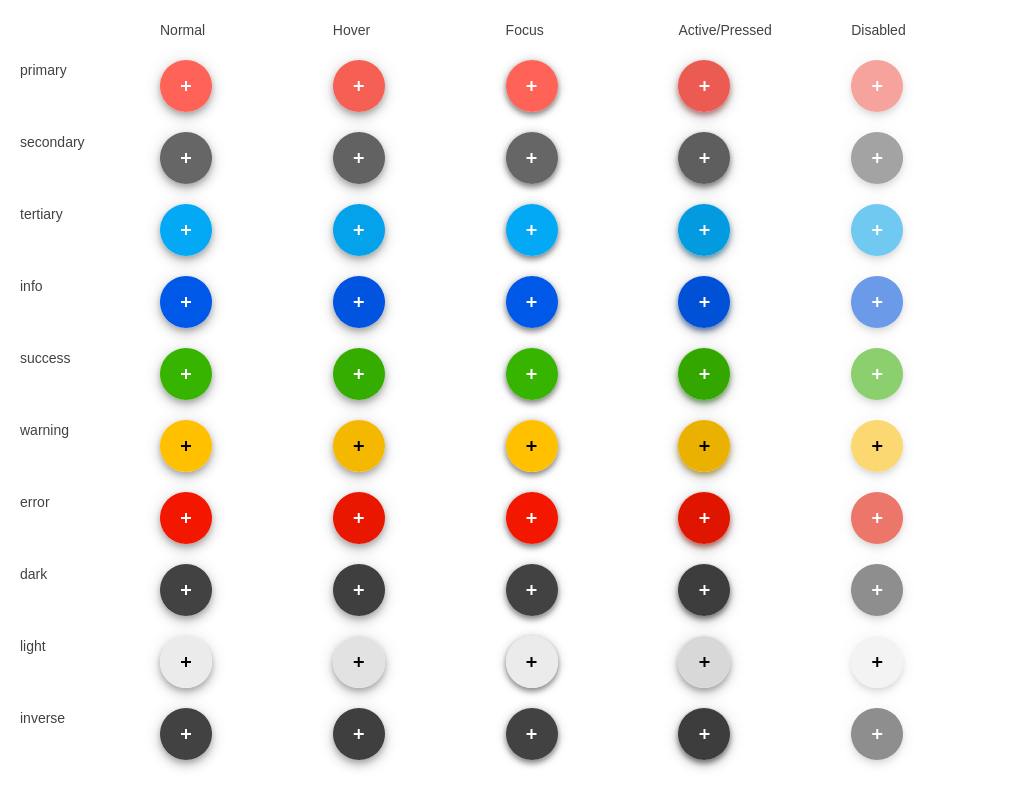 Normal Hover Focus Active/Pressed Disabled
primary + + + + +
secondary + + + + +
tertiary + + + + +
info + + + + +
success + + + + +
warning + + + + +
error + + + + +
dark + + + + +
light + + + + +
inverse + + + + +